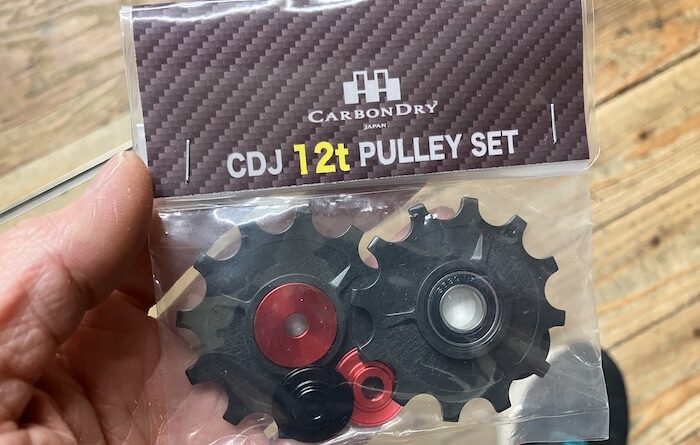 CARBONDRY
JAPAN
CDJ 12t PULLEY SET